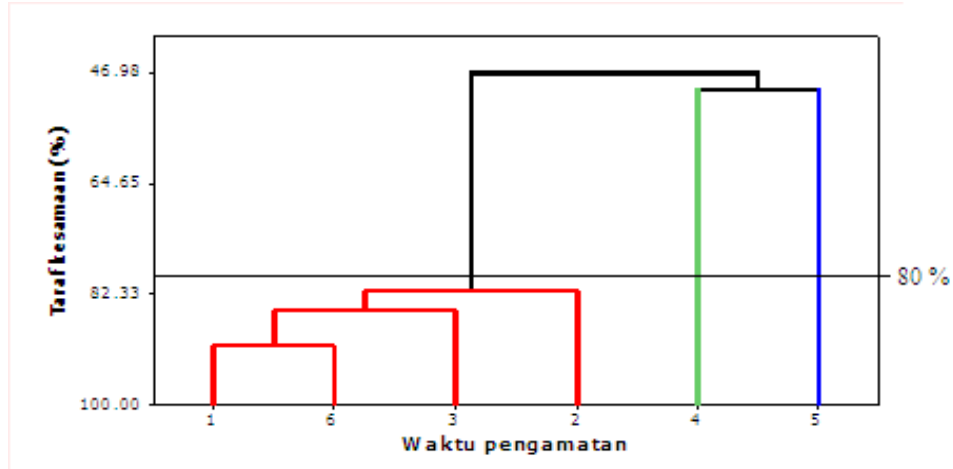 Taraf kesamaan (%)
46.98
64.65
80 %
82.33
100.00
1 6 3 2 4 5
Waktu pengamatan